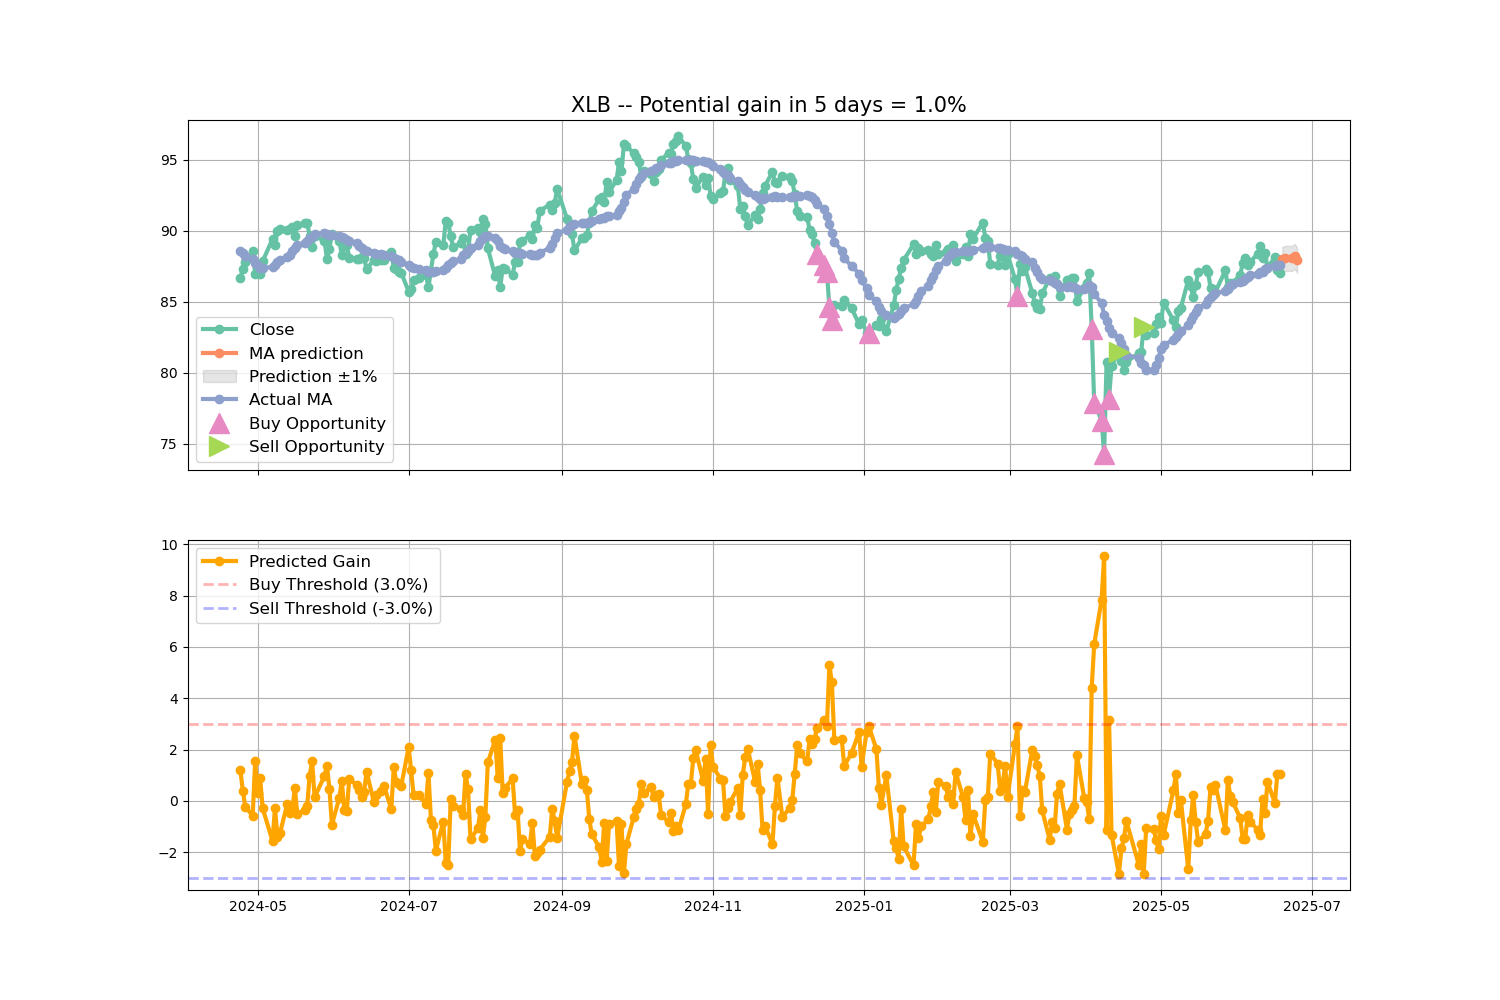 XLB -- Potential gain in 5 days = 1.0%
95
90
85
80
75
Close
MA prediction
Prediction ±1%
Actual MA
Buy Opportunity
Sell Opportunity
10
8
6
4
2
0
−2
Predicted Gain
Buy Threshold (3.0%)
Sell Threshold (-3.0%)
2024-05 2024-07 2024-09 2024-11 2025-01 2025-03 2025-05 2025-07